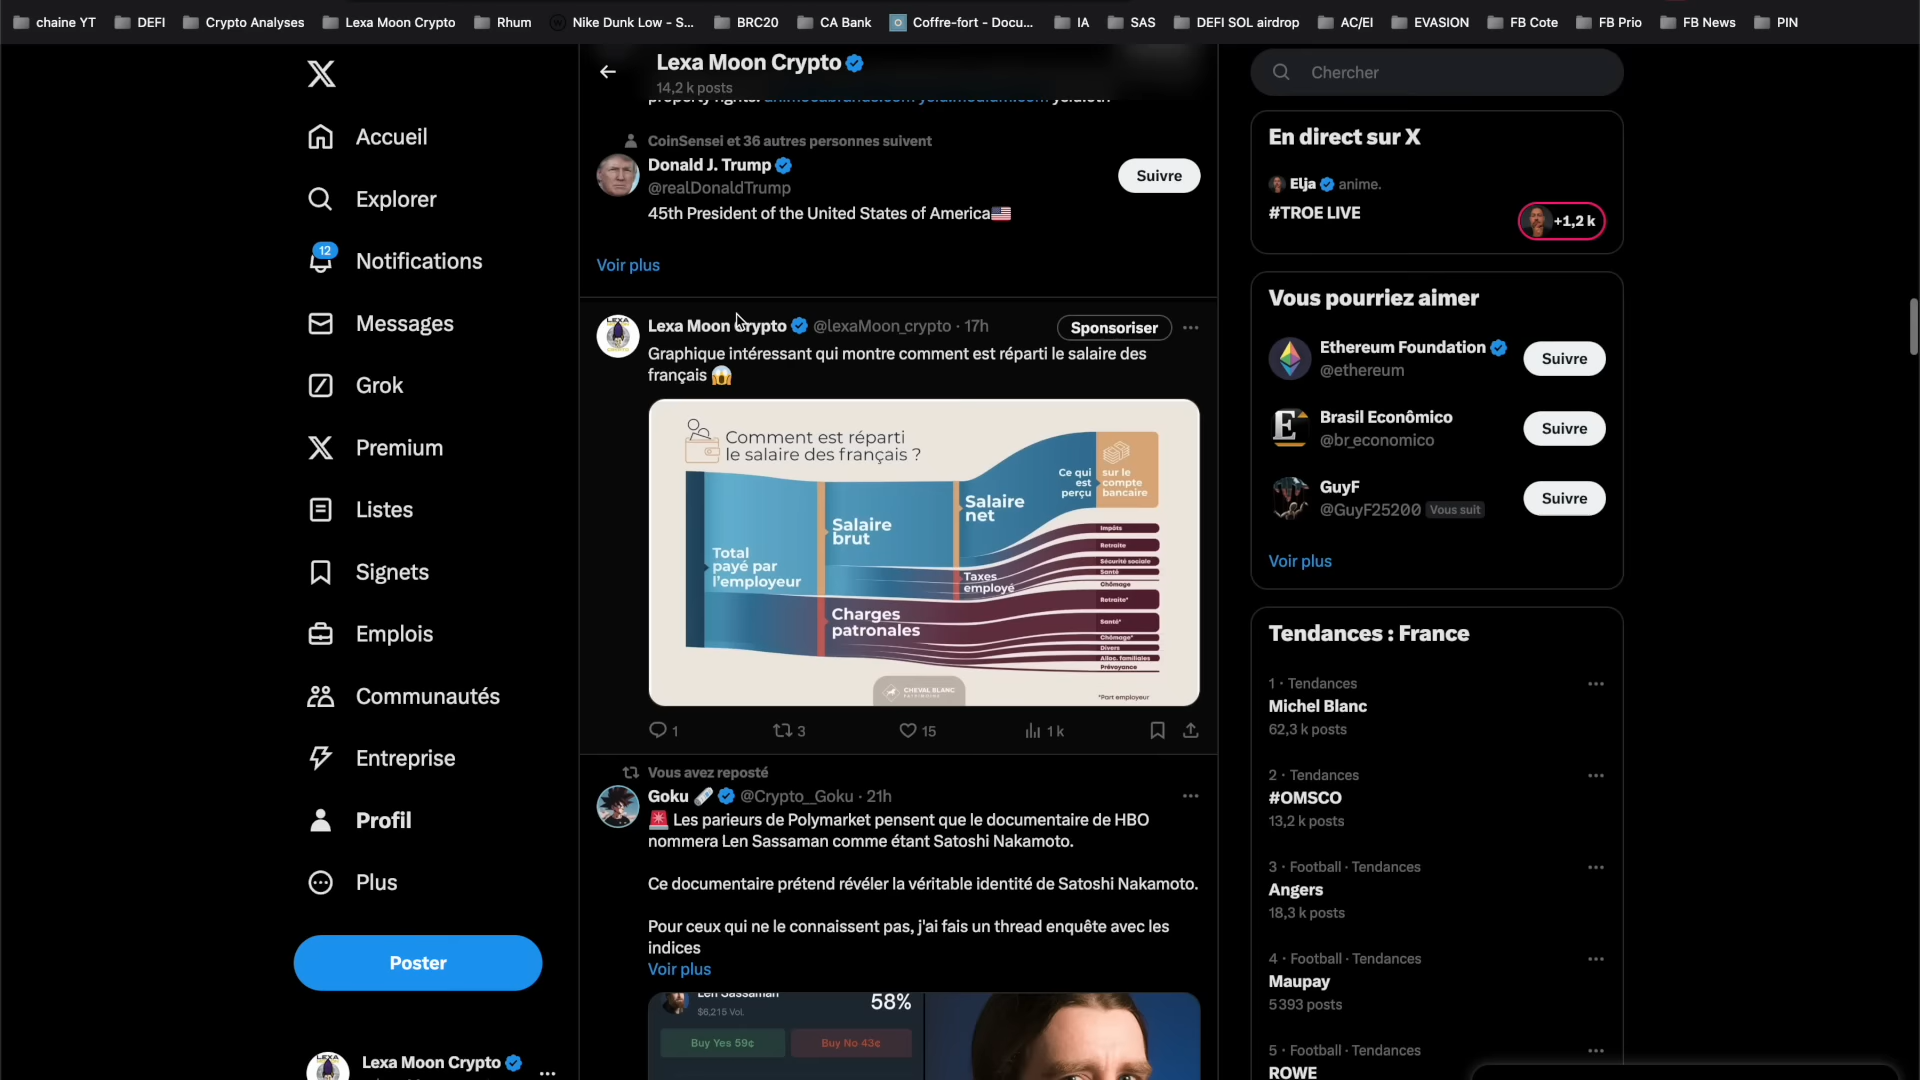 chaine YT
DEFI
Crypto Analyses
Lexa Moon Crypto
Rhum
Nike Dunk Low - S...
BRC20
CA Bank
Coffre-fort - Docu...
IA
SAS
DEFI SOL airdrop
AC/EI
EVASION
FB Cote
FB Prio
FB News
PIN
Accueil
Explorer
12
Notifications
Messages
Grok
Premium
Listes
Signets
Emplois
Communautés
Entreprise
Profil
Plus
Poster
Lexa Moon Crypto
Lexa Moon Crypto
14,2 k posts
CoinSensei et 36 autres personnes suivent
Donald J. Trump
@realDonaldTrump
Suivre
45th President of the United States of America🇺🇸
Voir plus
Lexa Moon Crypto @lexaMoon_crypto · 17h
Sponsoriser
Graphique intéressant qui montre comment est réparti le salaire des
français 😱
Comment est réparti
le salaire des français ?
Total
payé par
l'employeur
Salaire
brut
Charges
patronales
Salaire
net
Taxes
employé
Ce qui
est
perçu
sur le
compte
bancaire
Impôts
Retraite
Sécurité sociale
Santé
Chômage
Retraite*
Santé*
Chômage*
Divers
Alloc. familiales
Prévoyance
CHEVAL BLANC
PATRIMOINE
*Part employeur
1
3
15
1 k
Vous avez reposté
Goku @Crypto__Goku · 21h
🚨 Les parieurs de Polymarket pensent que le documentaire de HBO
nommera Len Sassaman comme étant Satoshi Nakamoto.
Ce documentaire prétend révéler la véritable identité de Satoshi Nakamoto.
Pour ceux qui ne le connaissent pas, j'ai fais un thread enquête avec les
indices
Voir plus
Len Sassaman
$6,215 Vol.
58%
Buy Yes 59¢
Buy No 43¢
Chercher
En direct sur X
Elja anime.
#TROE LIVE
+1,2 k
Vous pourriez aimer
Ethereum Foundation
@ethereum
Suivre
Brasil Econômico
@br_economico
Suivre
GuyF
@GuyF25200 Vous suit
Suivre
Voir plus
Tendances : France
1 · Tendances
Michel Blanc
62,3 k posts
2 · Tendances
#OMSCO
13,2 k posts
3 · Football · Tendances
Angers
18,3 k posts
4 · Football · Tendances
Maupay
5 393 posts
5 · Football · Tendances
ROWE